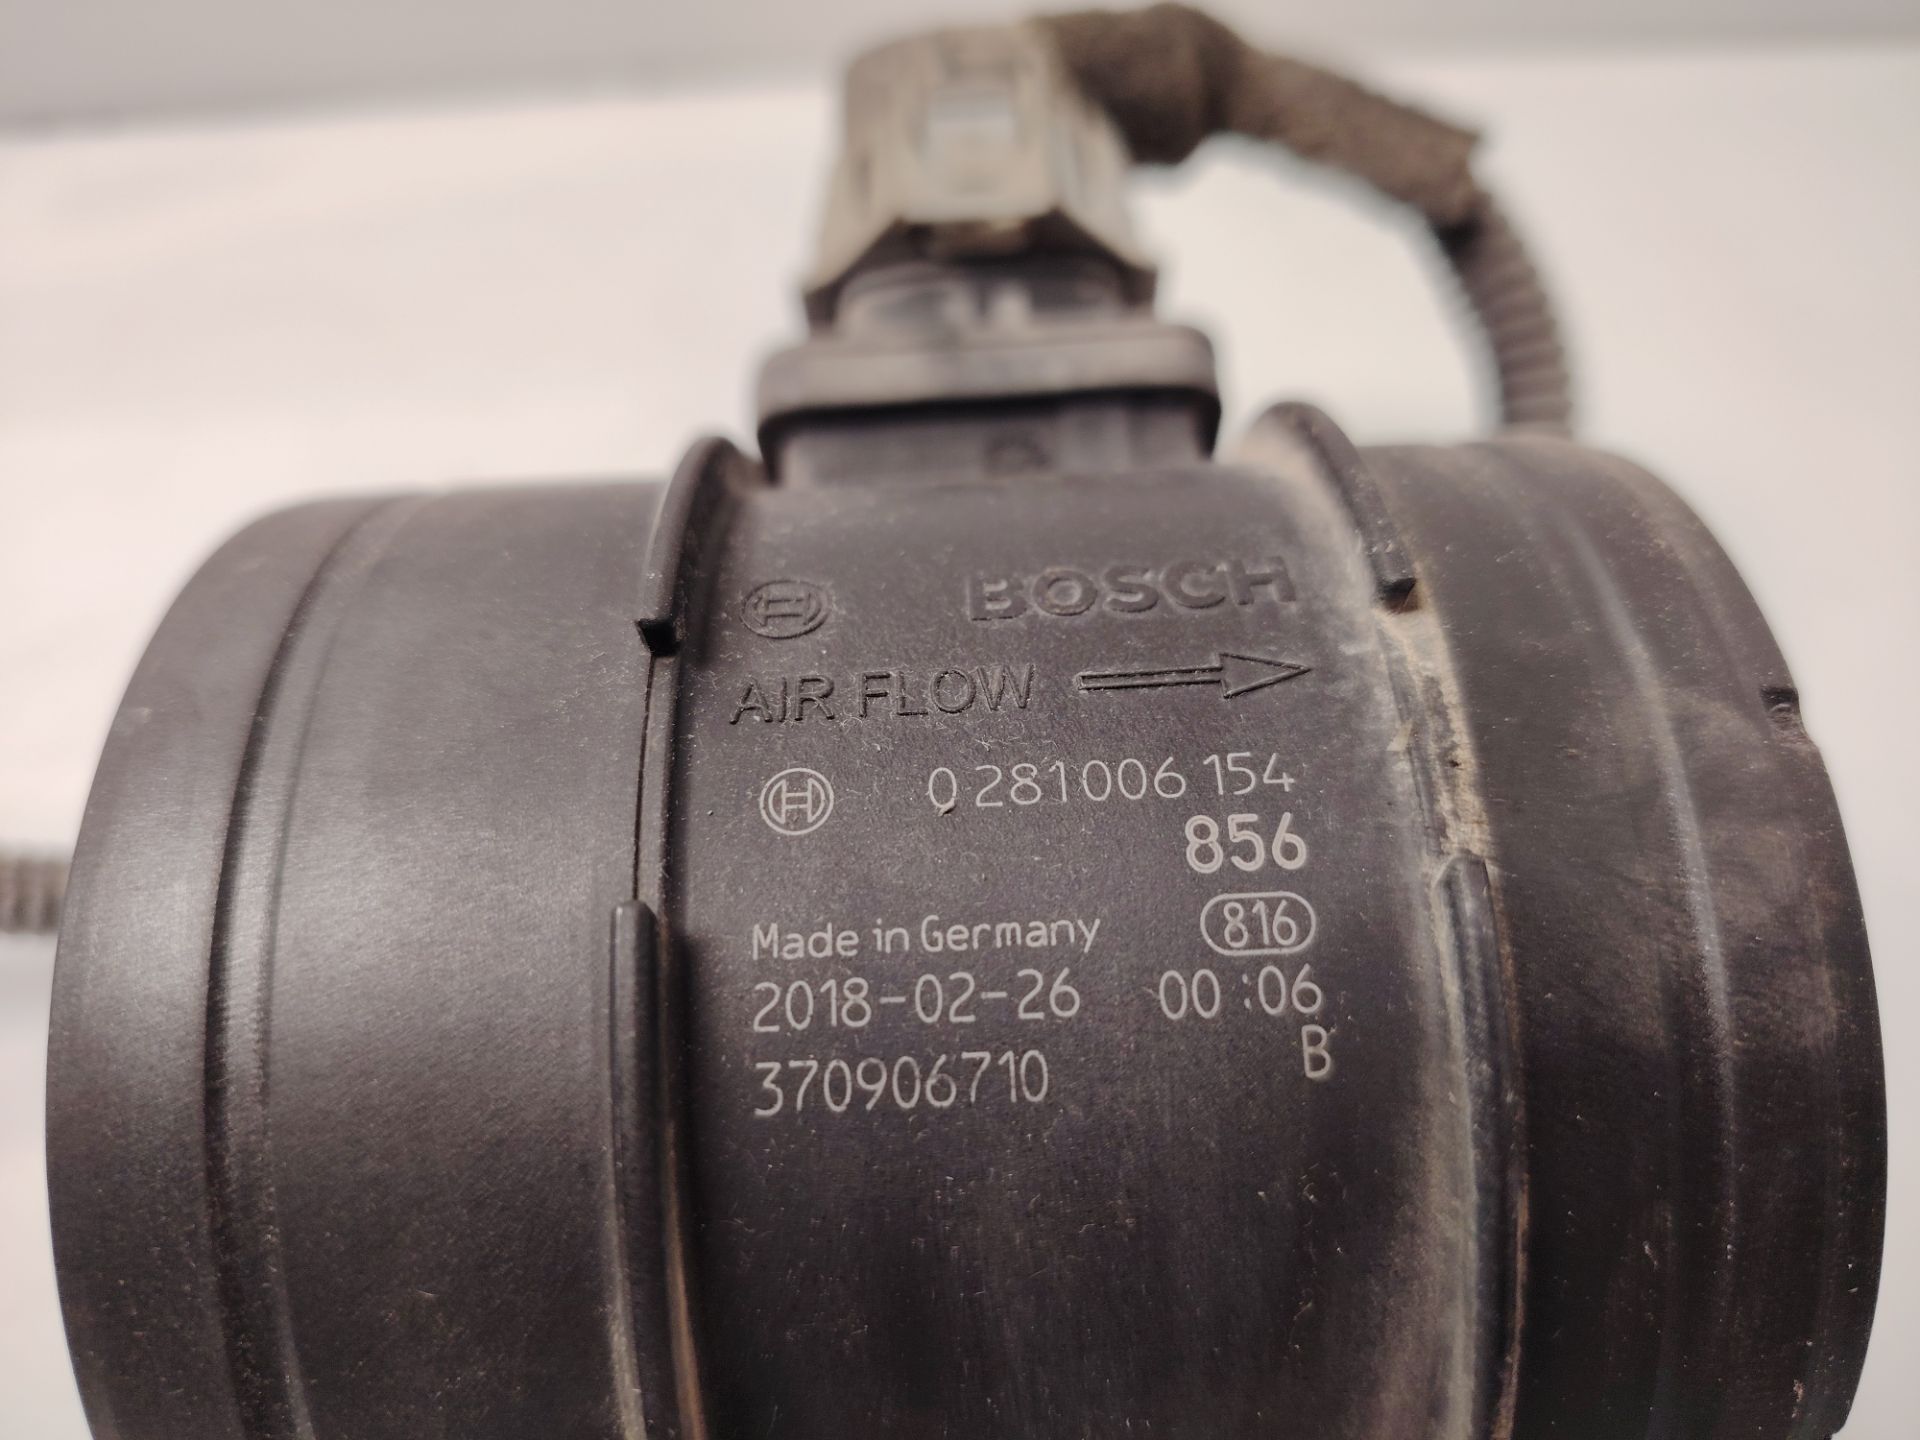 BOSCH
AIR FLOW
0 281 006 154
856
Made in Germany 816
2018-02-26 00:06
370906710 B